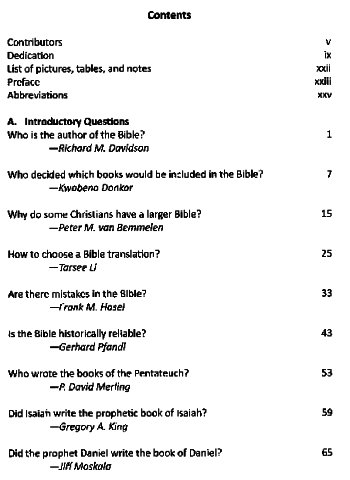 Contents
Contributors v
Dedication ix
List of pictures, tables, and notes xxii
Preface xxiii
Abbreviations xxv
A. Introductory Questions
Who is the author of the Bible? 1
—Richard M. Davidson
Who decided which books would be included in the Bible? 7
—Kwabena Donkor
Why do some Christians have a larger Bible? 15
—Peter M. van Bemmelen
How to choose a Bible translation? 25
—Tarsee Li
Are there mistakes in the Bible? 33
—Frank M. Hasel
Is the Bible historically reliable? 43
—Gerhard Pfandl
Who wrote the books of the Pentateuch? 53
—P. David Merling
Did Isaiah write the prophetic book of Isaiah? 59
—Gregory A. King
Did the prophet Daniel write the book of Daniel? 65
—Jiří Moskala